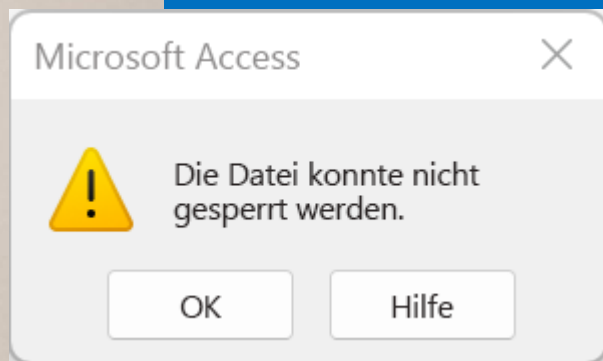 Microsoft Access
Die Datei konnte nicht
gesperrt werden.
OK
Hilfe